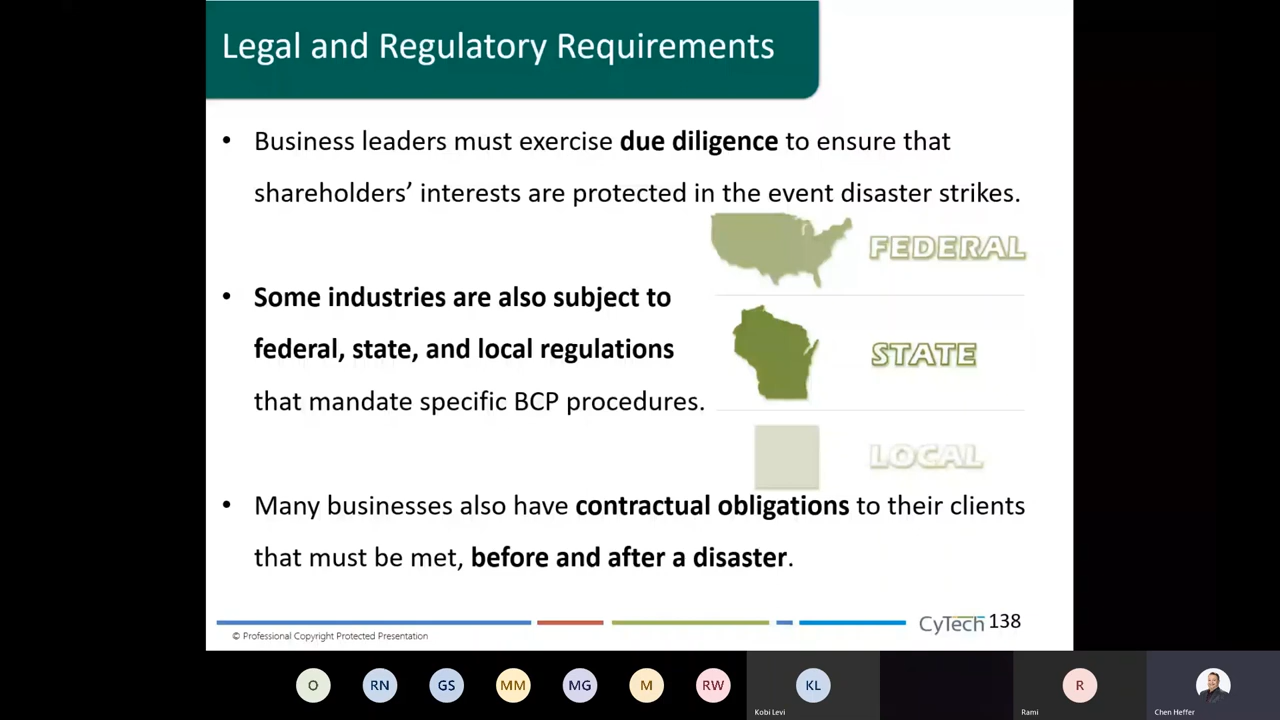 Legal and Regulatory Requirements
• Business leaders must exercise due diligence to ensure that
shareholders’ interests are protected in the event disaster strikes.
FEDERAL
• Some industries are also subject to
federal, state, and local regulations
that mandate specific BCP procedures.
STATE
LOCAL
• Many businesses also have contractual obligations to their clients
that must be met, before and after a disaster.
CyTech 138
© Professional Copyright Protected Presentation
O RN GS MM MG M RW KL R
Kobi Levi Rami Chen Heffer